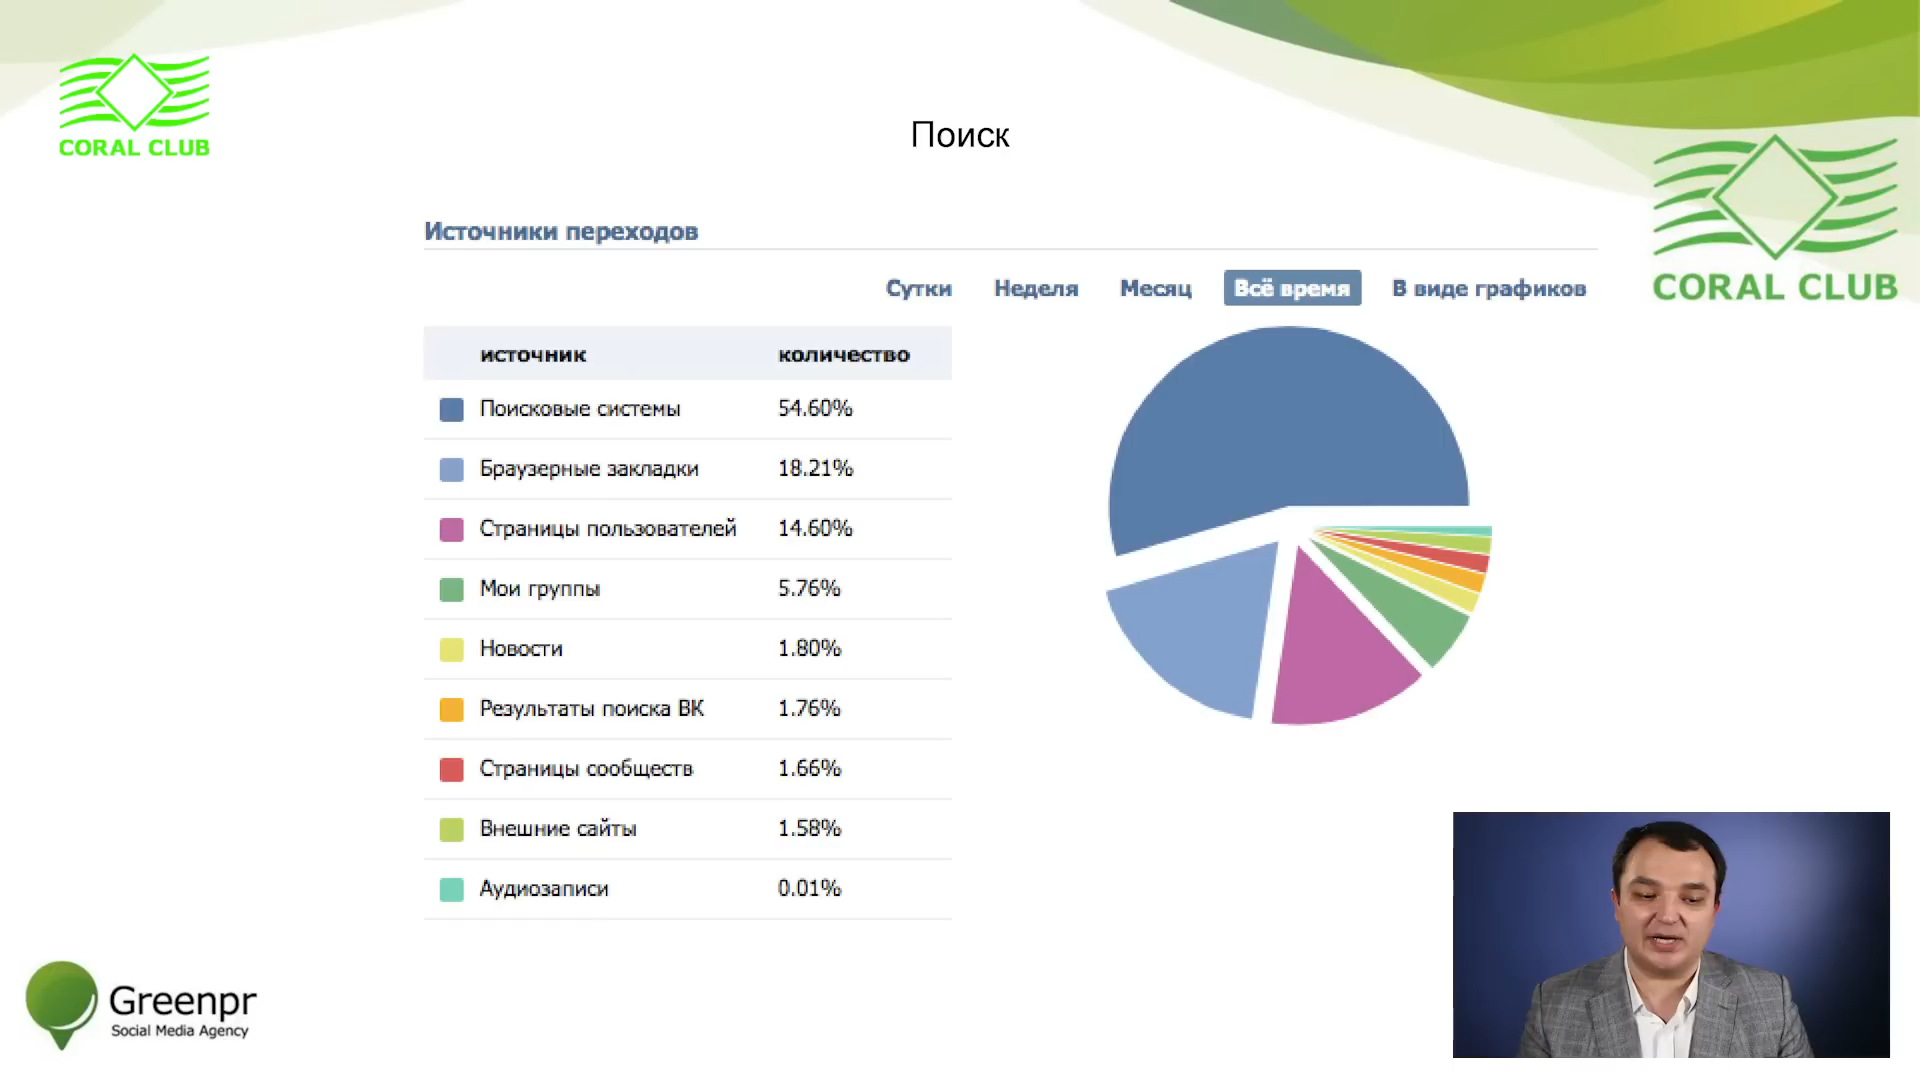 CORAL CLUB
Поиск
CORAL CLUB
Источники переходов
Сутки Неделя Месяц Всё время В виде графиков
источник количество
Поисковые системы 54.60%
Браузерные закладки 18.21%
Страницы пользователей 14.60%
Мои группы 5.76%
Новости 1.80%
Результаты поиска ВК 1.76%
Страницы сообществ 1.66%
Внешние сайты 1.58%
Аудиозаписи 0.01%
Greenpr
Social Media Agency